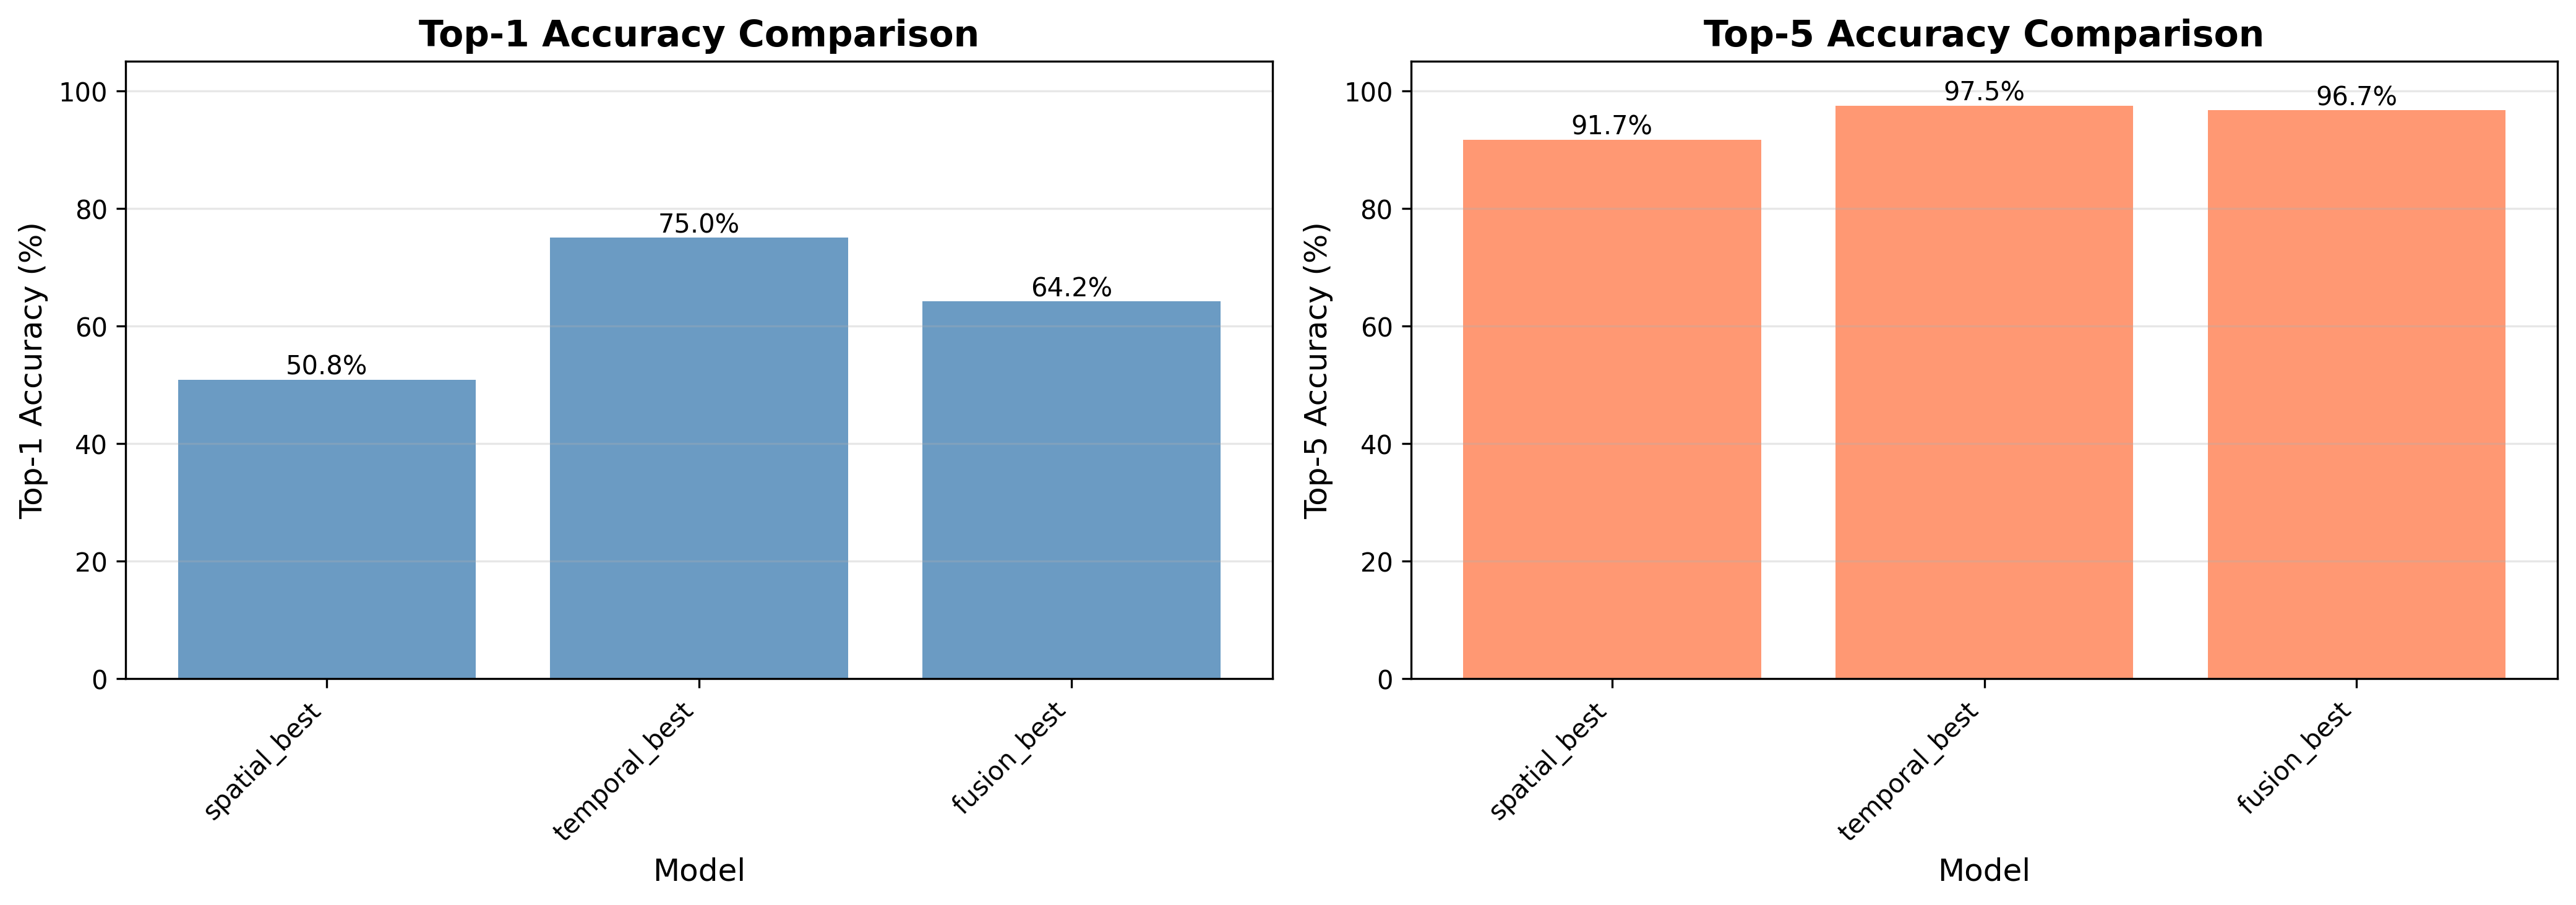 Top-1 Accuracy Comparison
Top-1 Accuracy (%)
100
80
60
40
20
0
50.8%
75.0%
64.2%
spatial_best
temporal_best
fusion_best
Model
Top-5 Accuracy Comparison
Top-5 Accuracy (%)
100
80
60
40
20
0
91.7%
97.5%
96.7%
spatial_best
temporal_best
fusion_best
Model